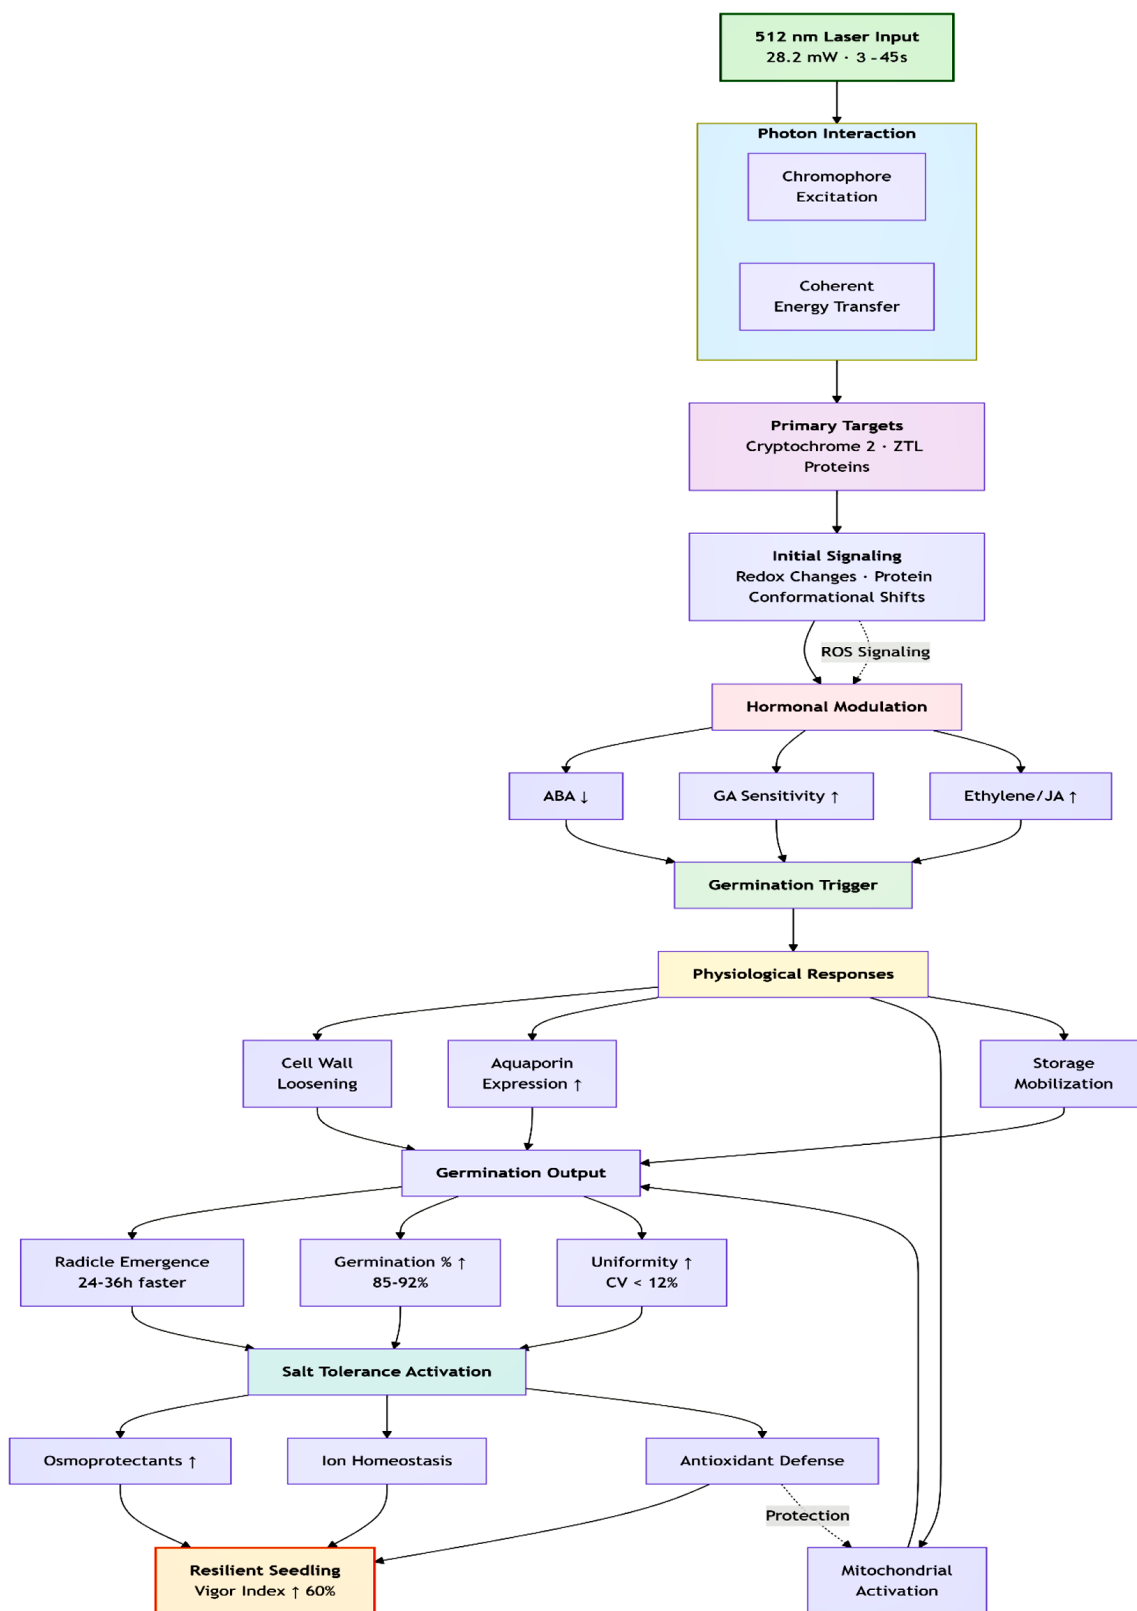 512 nm Laser Input
28.2 mW · 3 -45s
Photon Interaction
Chromophore
Excitation
Coherent
Energy Transfer
Primary Targets
Cryptochrome 2 · ZTL
Proteins
Initial Signaling
Redox Changes · Protein
Conformational Shifts
ROS Signaling
Hormonal Modulation
ABA ↓
GA Sensitivity ↑
Ethylene/JA ↑
Germination Trigger
Physiological Responses
Cell Wall
Loosening
Aquaporin
Expression ↑
Storage
Mobilization
Germination Output
Radicle Emergence
24-36h faster
Germination % ↑
85-92%
Uniformity ↑
CV < 12%
Salt Tolerance Activation
Osmoprotectants ↑
Ion Homeostasis
Antioxidant Defense
Protection
Resilient Seedling
Vigor Index ↑ 60%
Mitochondrial
Activation